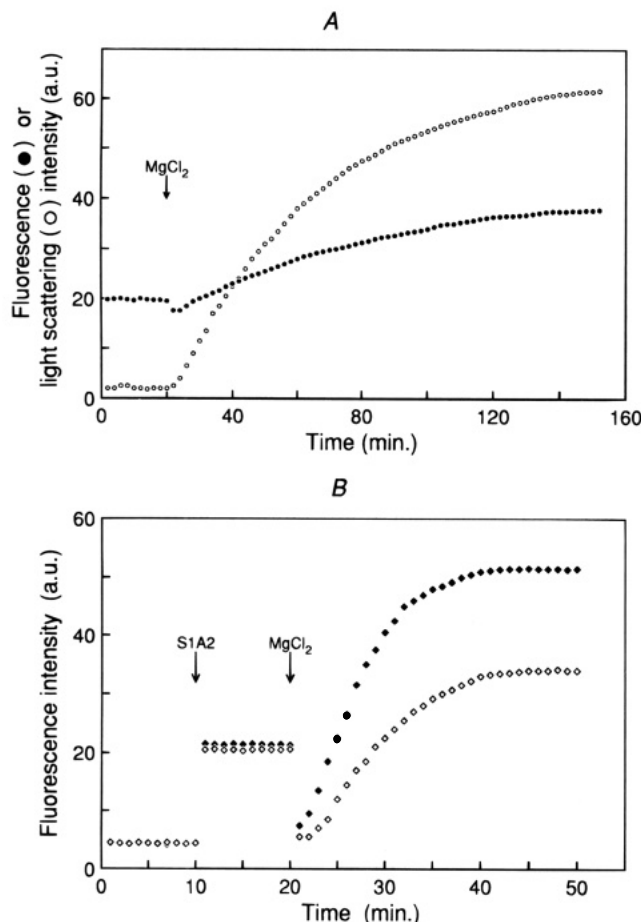 A
Fluorescence (●) or
light scattering (○) intensity (a.u.)
60
40
20
0
MgCl₂
0 40 80 120 160
Time (min.)
B
Fluorescence intensity (a.u.)
60
40
20
0
S1A2
MgCl₂
0 10 20 30 40 50
Time (min.)